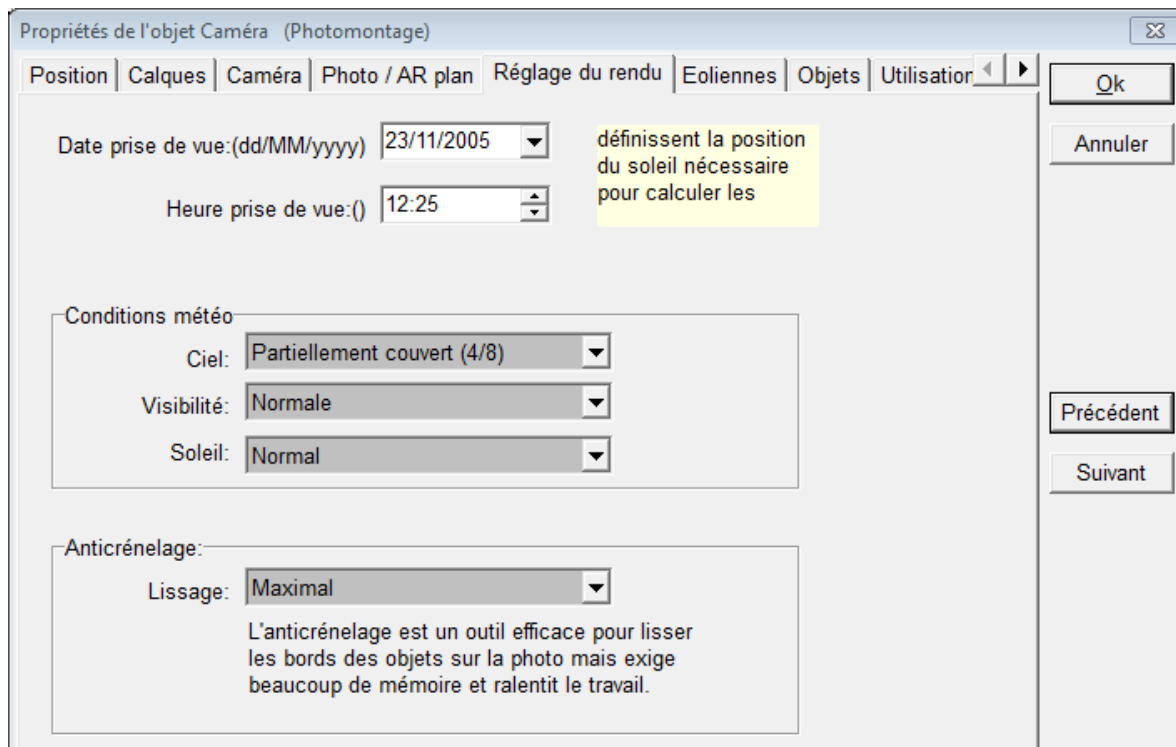 Propriétés de l'objet Caméra (Photomontage)
Position Calques Caméra Photo / AR plan Réglage du rendu Eoliennes Objets Utilisation
Ok
Annuler
Date prise de vue:(dd/MM/yyyy) 23/11/2005
définissent la position
du soleil nécessaire
pour calculer les
Heure prise de vue:() 12:25
Conditions météo
Ciel: Partiellement couvert (4/8)
Visibilité: Normale
Soleil: Normal
Précédent
Suivant
Anticrénelage:
Lissage: Maximal
L'anticrénelage est un outil efficace pour lisser
les bords des objets sur la photo mais exige
beaucoup de mémoire et ralentit le travail.